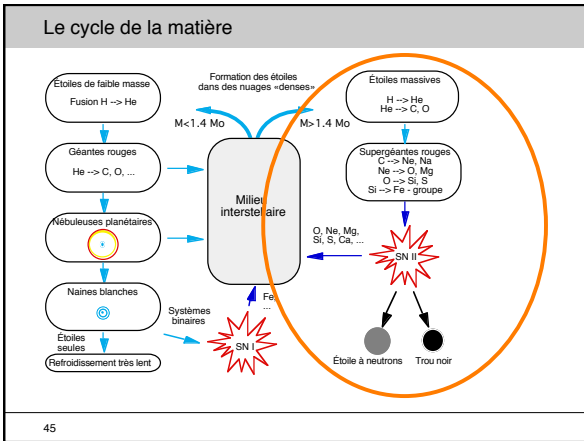 Le cycle de la matière
Étoiles de faible masse
Fusion H --> He
Formation des étoiles
dans des nuages «denses»
M<1.4 Mo
M>1.4 Mo
Étoiles massives
H --> He
He --> C, O
Géantes rouges
He --> C, O, ...
Milieu
interstellaire
Supergéantes rouges
C --> Ne, Na
Ne --> O, Mg
O --> Si, S
Si --> Fe - groupe
Nébuleuses planétaires
O, Ne, Mg,
Si, S, Ca, ...
SN II
Naines blanches
Systèmes
binaires
Fe,
...
SN I
Étoiles
seules
Refroidissement très lent
Étoile à neutrons
Trou noir
45